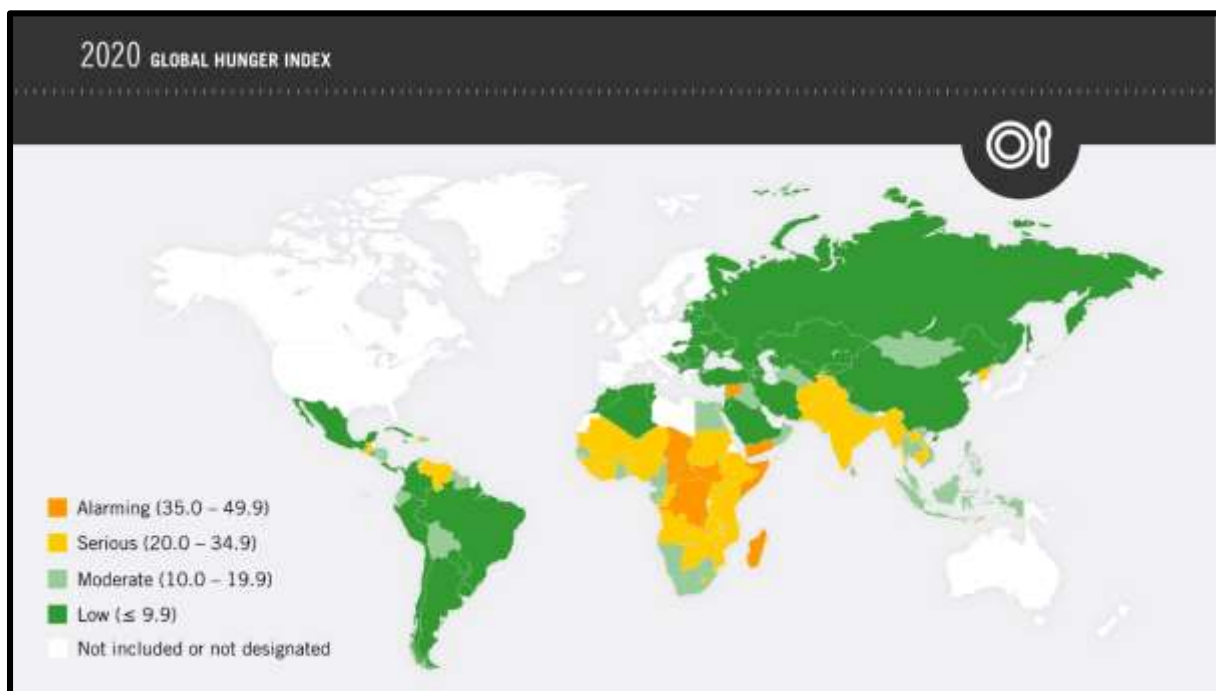 2020 GLOBAL HUNGER INDEX
Alarming (35.0 – 49.9)
Serious (20.0 – 34.9)
Moderate (10.0 – 19.9)
Low (≤ 9.9)
Not included or not designated